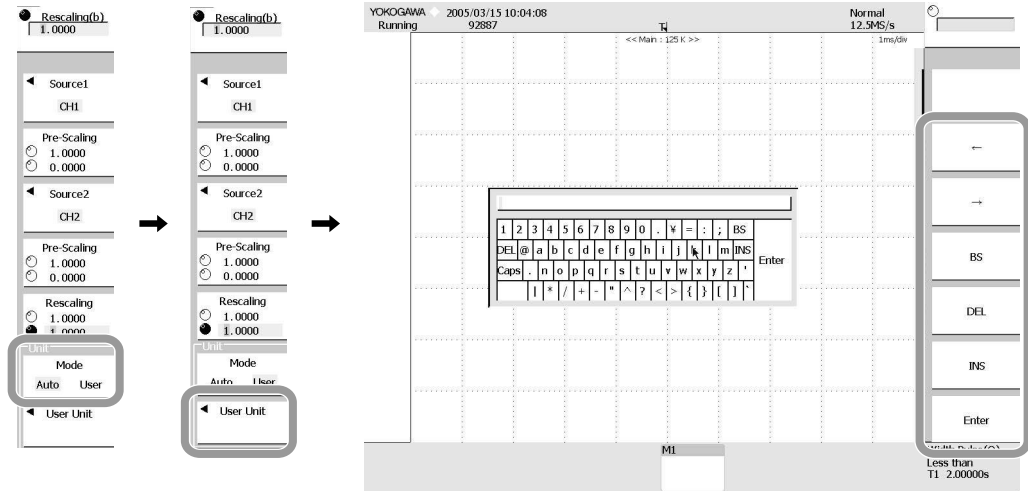 Rescaling(b)
1.0000
Source1
CH1
Pre-Scaling
1.0000
0.0000
Source2
CH2
Pre-Scaling
1.0000
0.0000
Rescaling
1.0000
1.0000
Unit
Mode
Auto User
User Unit
Rescaling(b)
1.0000
Source1
CH1
Pre-Scaling
1.0000
0.0000
Source2
CH2
Pre-Scaling
1.0000
0.0000
Rescaling
1.0000
1.0000
Unit
Mode
Auto User
User Unit
YOKOGAWA 2005/03/15 10:04:08 Normal
Running 92887 12.5MS/s
<< Main : 125 K >> 1ms/div
1 2 3 4 5 6 7 8 9 0 . ¥ = : ; BS
DEL @ a b c d e f g h i j k l m INS
Enter
Caps . n o p q r s t u v w x y z '
| * / + - " ^ ? < > { } [ ] `
M1
←
→
BS
DEL
INS
Enter
Less than
T1 2.00000s